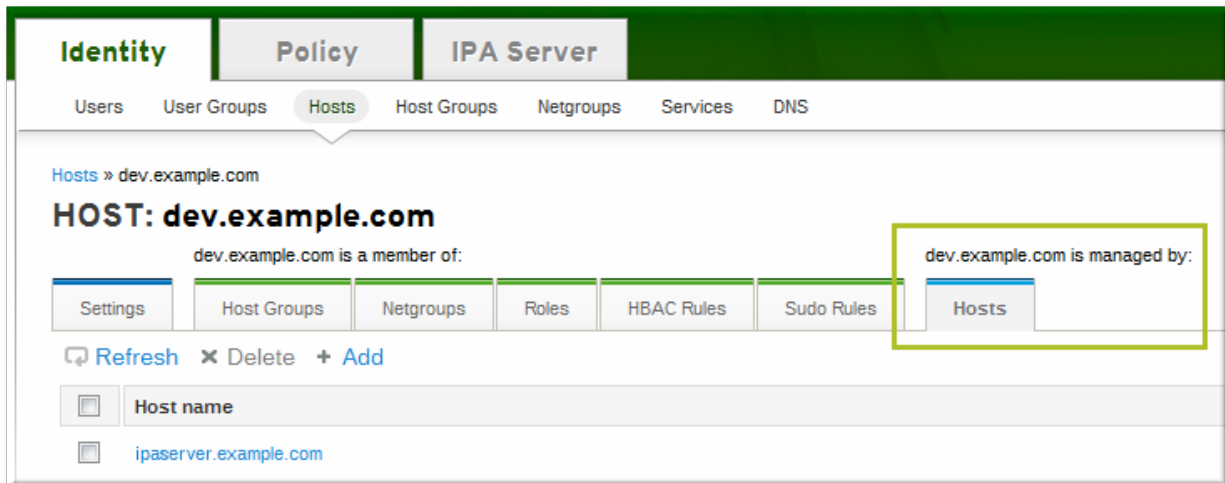 Identity Policy IPA Server
Users User Groups Hosts Host Groups Netgroups Services DNS
Hosts » dev.example.com
HOST: dev.example.com
dev.example.com is a member of: dev.example.com is managed by:
Settings Host Groups Netgroups Roles HBAC Rules Sudo Rules Hosts
Refresh Delete Add
Host name
ipaserver.example.com